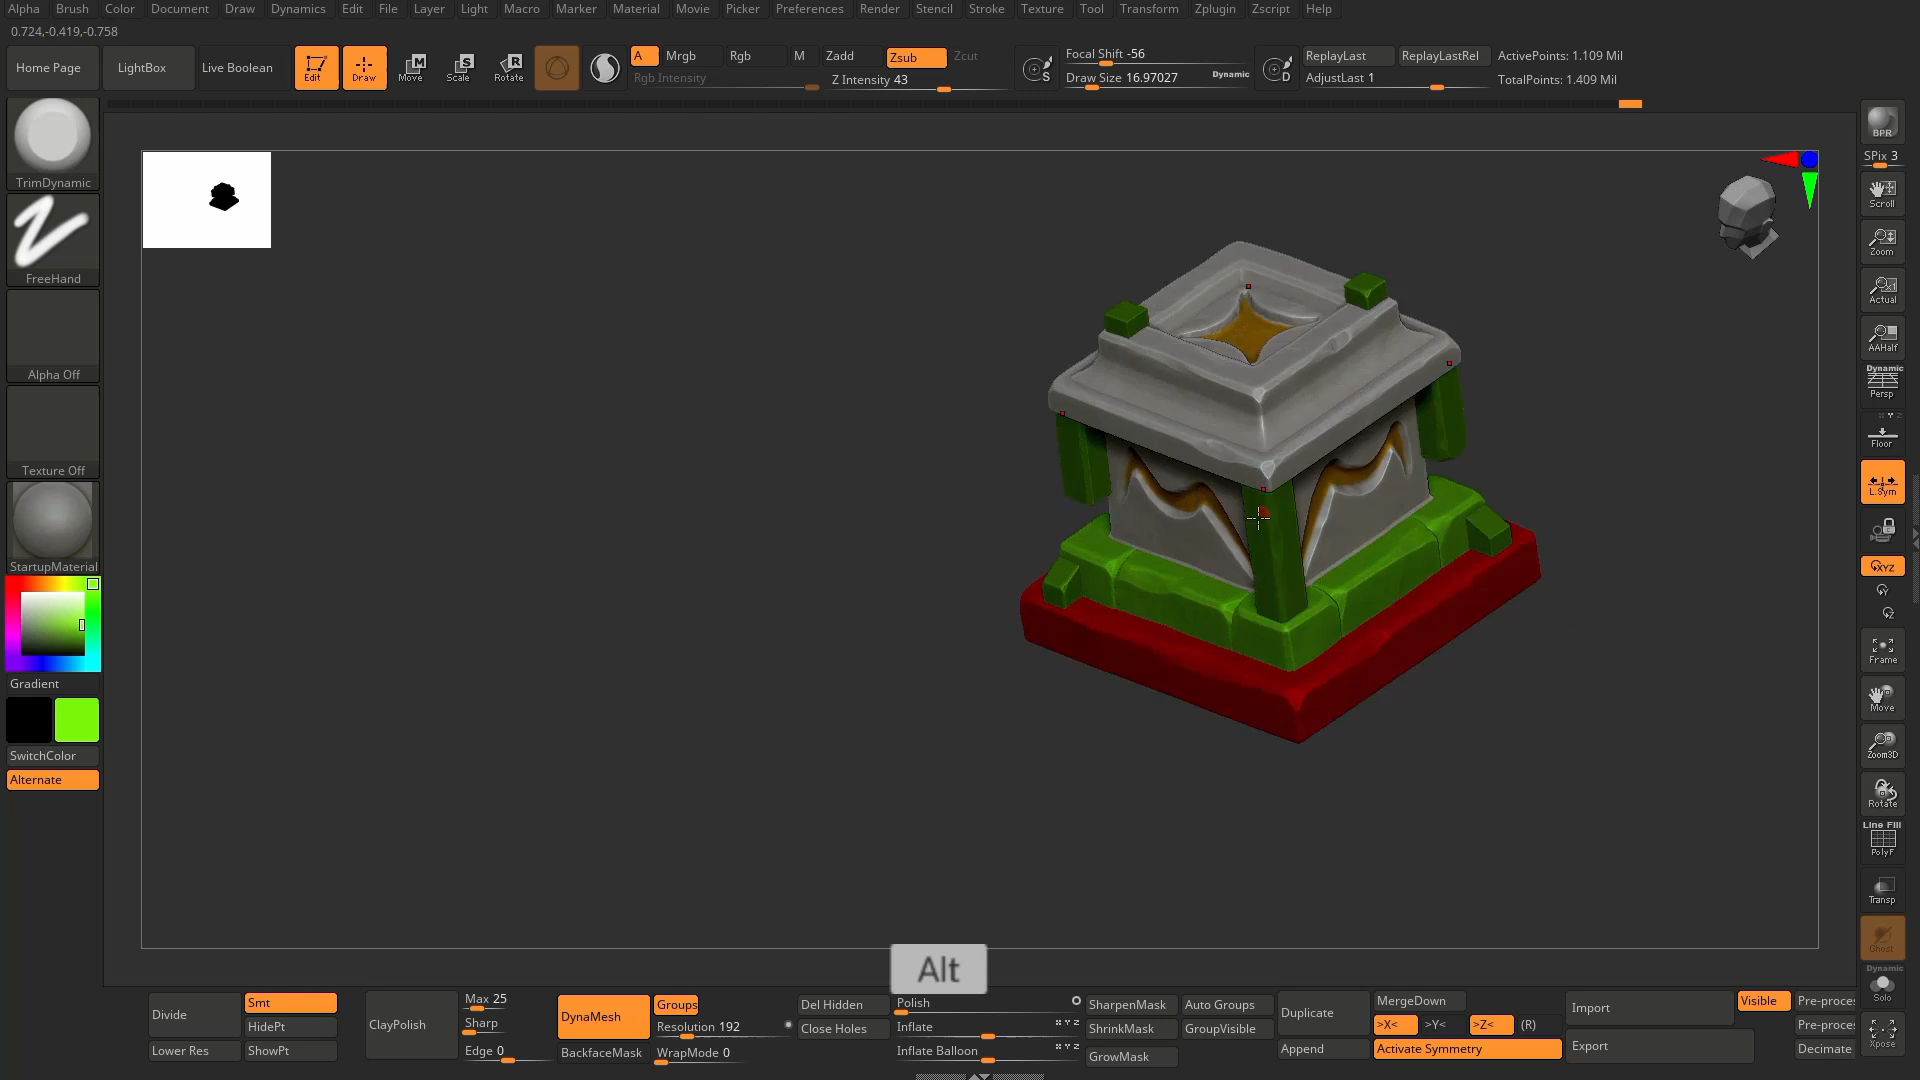 Alpha Brush Color Document Draw Dynamics Edit File Layer Light Macro Marker Material Movie Picker Preferences Render Stencil Stroke Texture Tool Transform Zplugin Zscript Help
0.724,-0.419,-0.758
Home Page LightBox Live Boolean Edit Draw Move Scale Rotate A Mrgb Rgb M Zadd Zsub Zcut Focal Shift -56 ReplayLast ReplayLastRel ActivePoints: 1.109 Mil
Rgb Intensity Z Intensity 43 Draw Size 16.97027 Dynamic AdjustLast 1 TotalPoints: 1.409 Mil
BPR
SPix 3
TrimDynamic
Scroll
Zoom
FreeHand
Actual
AAHalf
Dynamic
Alpha Off
Persp
Floor
Texture Off
L.Sym
StartupMaterial
XYZ
Y
Z
Frame
Gradient
Move
SwitchColor
Zoom3D
Alternate
Rotate
Line Fill
PolyF
Transp
Ghost
Alt
Dynamic
Solo
Divide Smt Max 25 Groups Del Hidden Polish SharpenMask Auto Groups MergeDown Import Visible Pre-proce
HidePt ClayPolish Sharp DynaMesh Resolution 192 Close Holes Inflate ShrinkMask GroupVisible Duplicate >X< >Y< >Z< (R) Pre-proce
Lower Res ShowPt Edge 0 BackfaceMask WrapMode 0 Inflate Balloon GrowMask Append Activate Symmetry Export Decimate
Xpose